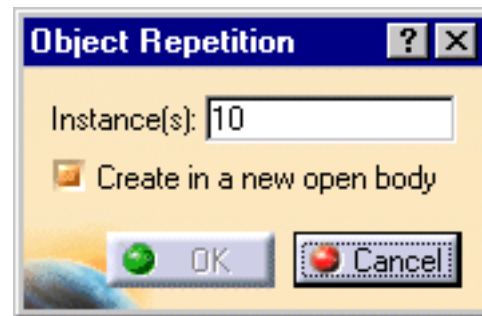 Object Repetition ? X
Instance(s): 10
Create in a new open body
OK Cancel